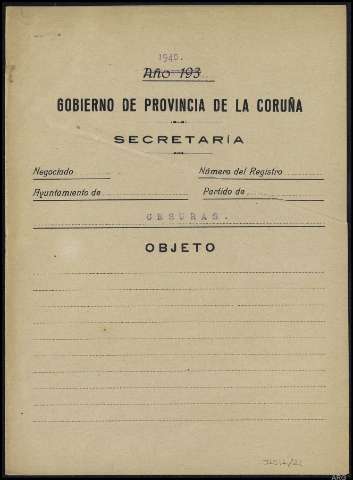 1940.
Año 193
GOBIERNO DE PROVINCIA DE LA CORUÑA
SECRETARÍA
Negociado
Número del Registro
Ayuntamiento de
Partido de
CESURAS.
OBJETO
ARG